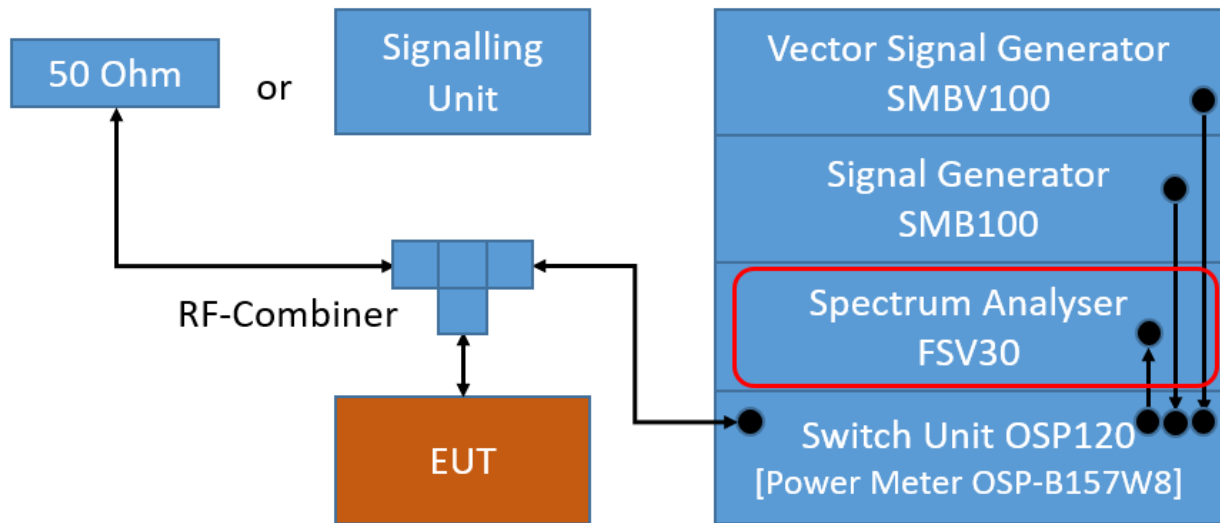 50 Ohm
or
Signalling
Unit
Vector Signal Generator
SMBV100
Signal Generator
SMB100
RF-Combiner
Spectrum Analyser
FSV30
EUT
Switch Unit OSP120
[Power Meter OSP-B157W8]